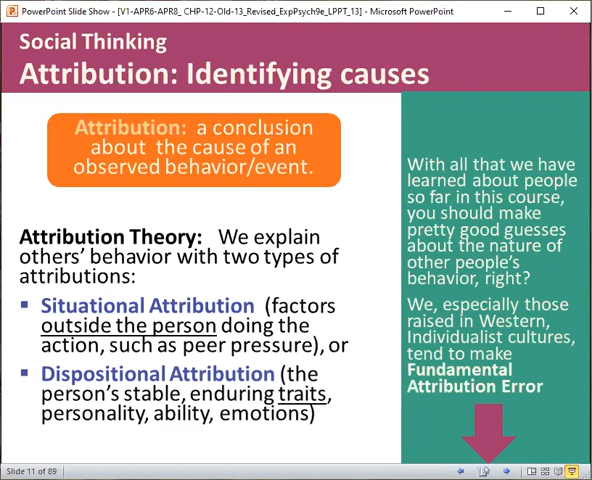 PowerPoint Slide Show - [V1-APR6-APR8_ CHP-12-Old-13_Revised_ExpPsych9e_LPPT_13] - Microsoft PowerPoint
Social Thinking
Attribution: Identifying causes
Attribution: a conclusion
about the cause of an
observed behavior/event.
Attribution Theory: We explain
others' behavior with two types of
attributions:
▪ Situational Attribution (factors
outside the person doing the
action, such as peer pressure), or
▪ Dispositional Attribution (the
person's stable, enduring traits,
personality, ability, emotions)
With all that we have
learned about people
so far in this course,
you should make
pretty good guesses
about the nature of
other people's
behavior, right?
We, especially those
raised in Western,
Individualist cultures,
tend to make
Fundamental
Attribution Error
Slide 11 of 89